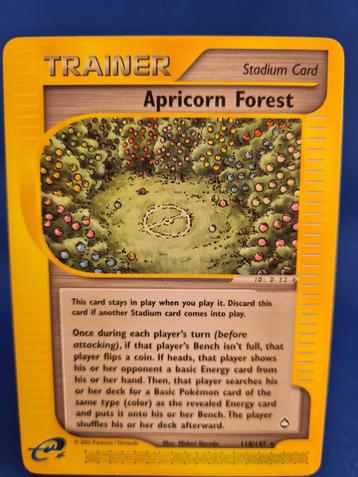 TRAINER
Stadium Card
Apricorn Forest
ID: D-52-#
This card stays in play when you play it. Discard this
card if another Stadium card comes into play.
Once during each player's turn (before
attacking), if that player's Bench isn't full, that
player flips a coin. If heads, that player shows
his or her opponent a basic Energy card from
his or her hand. Then, that player searches his
or her deck for a Basic Pokémon card of the
same type (color) as the revealed Energy card
and puts it onto his or her Bench. The player
shuffles his or her deck afterward.
e
© 2002 Pokémon / Nintendo
Illus. Midori Harada
118/147